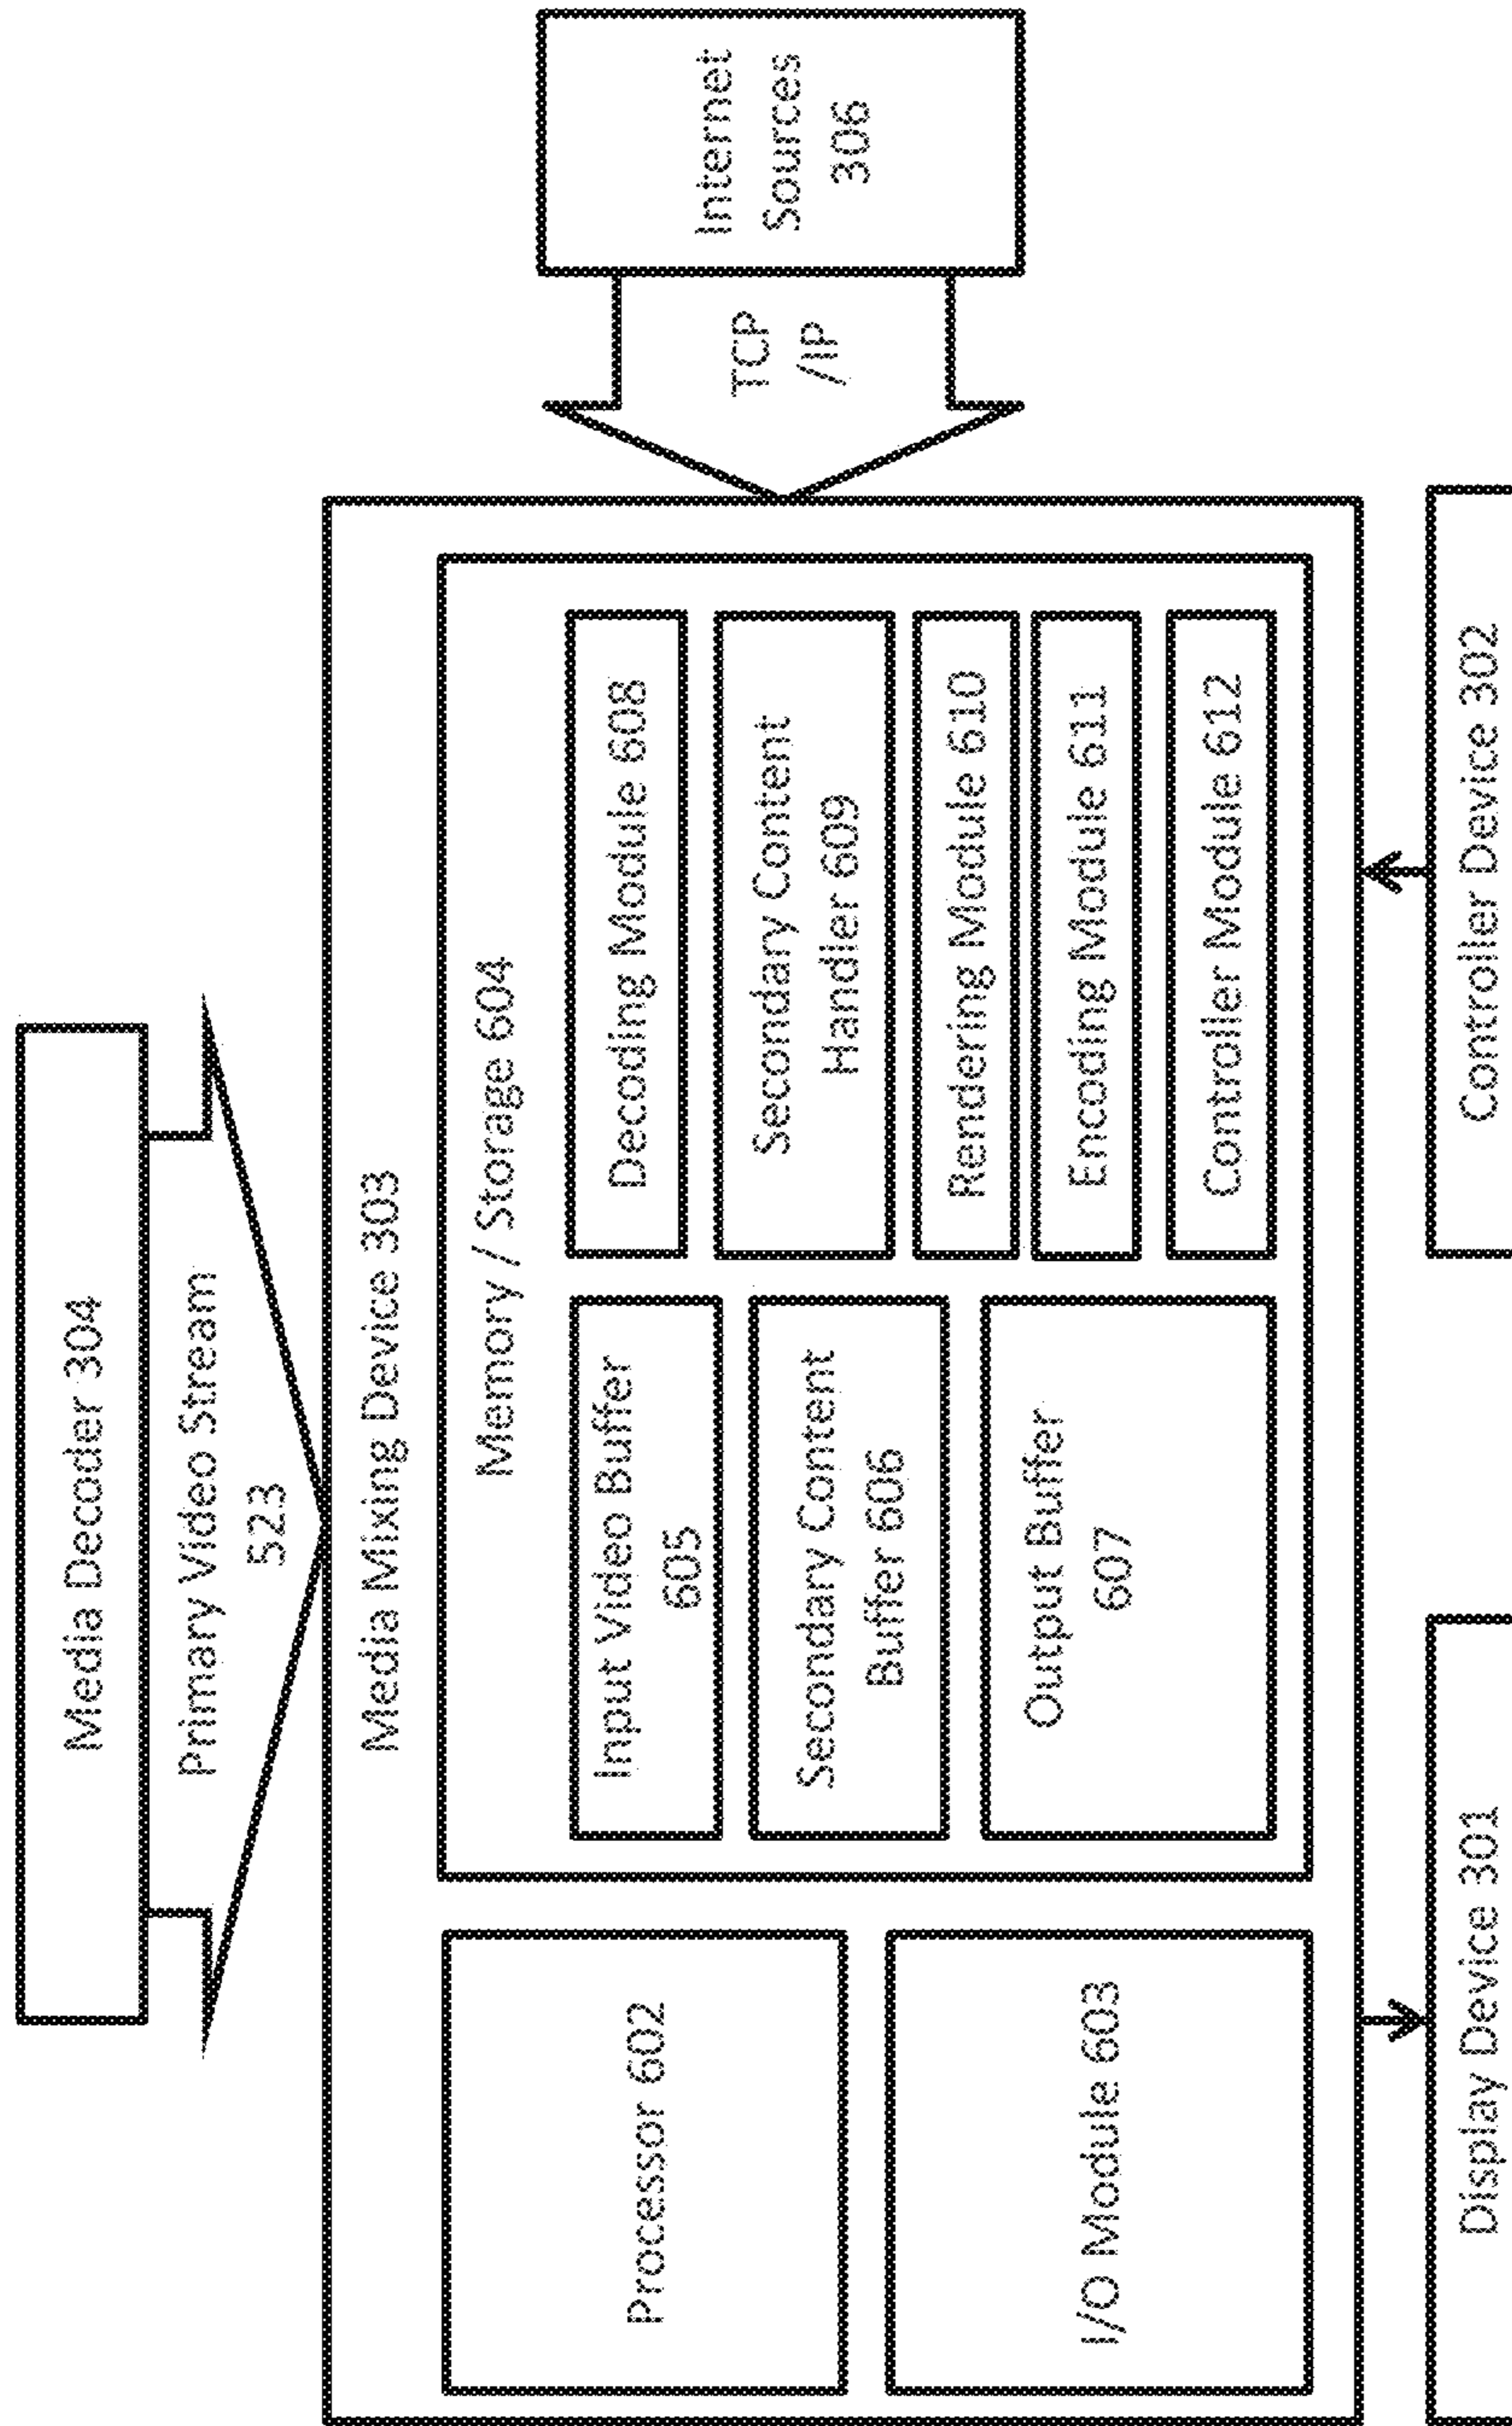 Media Decoder 304
Primary Video Stream
523
Media Mixing Device 303
Processor 602
I/O Module 603
Memory / Storage 604
Input Video Buffer
605
Secondary Content
Buffer 606
Output Buffer
607
Decoding Module 608
Secondary Content
Handler 609
Rendering Module 610
Encoding Module 611
Controller Module 612
TCP
/IP
Internet
Sources
306
Display Device 301
Controller Device 302